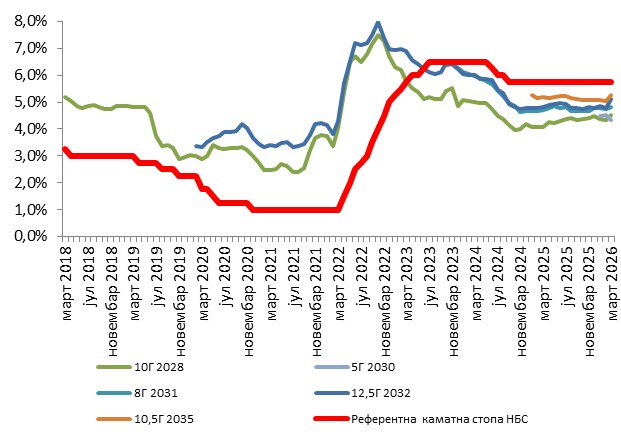 8,0%
7,0%
6,0%
5,0%
4,0%
3,0%
2,0%
1,0%
0,0%
март 2018
јул 2018
новембар 2018
март 2019
јул 2019
новембар 2019
март 2020
јул 2020
новембар 2020
март 2021
јул 2021
новембар 2021
март 2022
јул 2022
новембар 2022
март 2023
јул 2023
новембар 2023
март 2024
јул 2024
новембар 2024
март 2025
јул 2025
новембар 2025
март 2026
10Г 2028
5Г 2030
8Г 2031
12,5Г 2032
10,5Г 2035
Референтна каматна стопа НБС